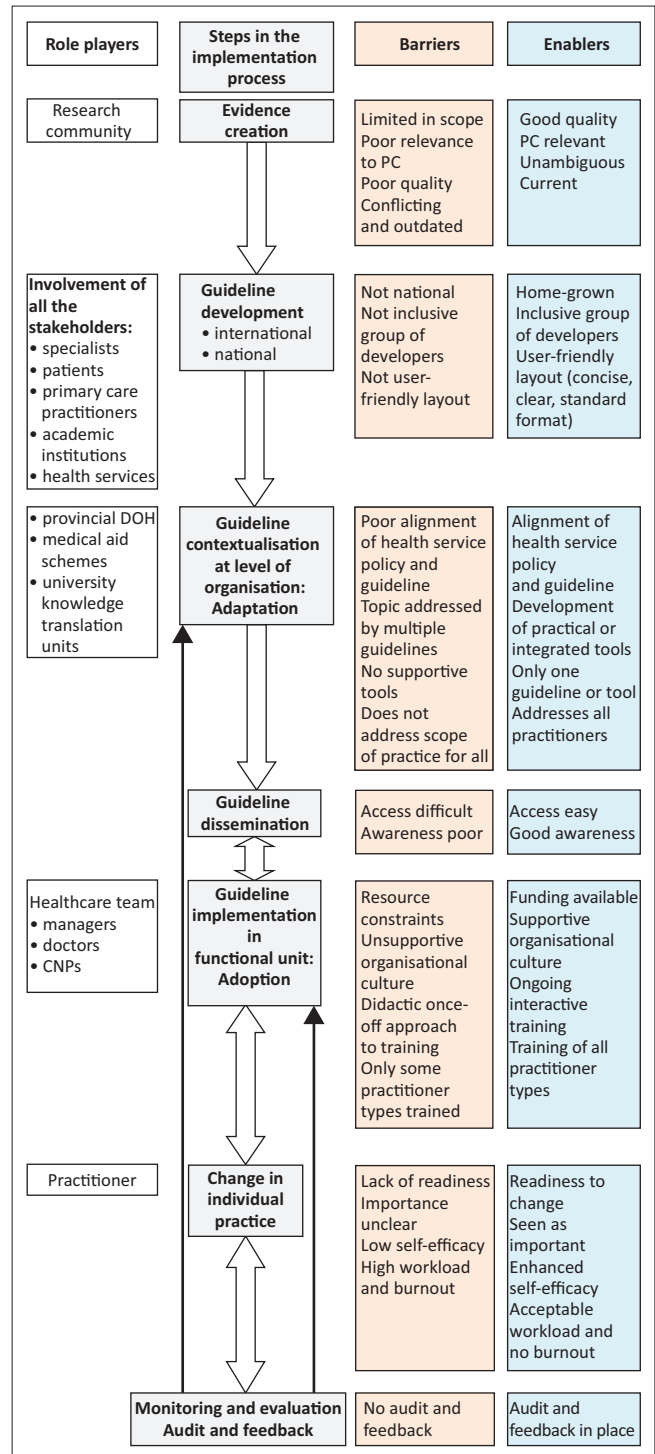 Role players
Steps in the
implementation
process
Barriers
Enablers
Research
community
Evidence
creation
Limited in scope
Poor relevance
to PC
Poor quality
Conflicting
and outdated
Good quality
PC relevant
Unambiguous
Current
Involvement of
all the
stakeholders:
• specialists
• patients
• primary care
practitioners
• academic
institutions
• health services
Guideline
development
• international
• national
Not national
Not inclusive
group of
developers
Not user-
friendly layout
Home-grown
Inclusive group
of developers
User-friendly
layout (concise,
clear, standard
format)
• provincial DOH
• medical aid
schemes
• university
knowledge
translation
units
Guideline
contextualisation
at level of
organisation:
Adaptation
Poor alignment
of health service
policy and
guideline
Topic addressed
by multiple
guidelines
No supportive
tools
Does not
address scope
of practice for all
Alignment of
health service
policy
and guideline
Development
of practical or
integrated tools
Only one
guideline or tool
Addresses all
practitioners
Guideline
dissemination
Access difficult
Awareness poor
Access easy
Good awareness
Healthcare team
• managers
• doctors
• CNPs
Guideline
implementation
in
functional unit:
Adoption
Resource
constraints
Unsupportive
organisational
culture
Didactic once-
off approach
to training
Only some
practitioner
types trained
Funding available
Supportive
organisational
culture
Ongoing
interactive
training
Training of all
practitioner
types
Practitioner
Change in
individual
practice
Lack of readiness
Importance
unclear
Low self-efficacy
High workload
and burnout
Readiness to
change
Seen as
important
Enhanced
self-efficacy
Acceptable
workload and
no burnout
Monitoring and evaluation
Audit and feedback
No audit and
feedback
Audit and
feedback in place